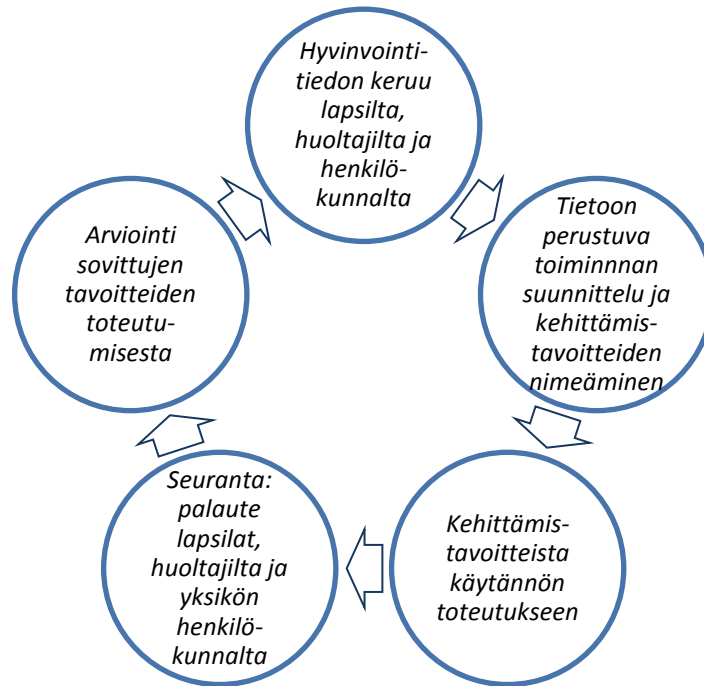 Hyvinvointi-
tiedon keruu
lapsilta,
huoltajilta ja
henkilö-
kunnalta
Tietoon
perustuva
toiminnnan
suunnittelu ja
kehittämis-
tavoitteiden
nimeäminen
Kehittämis-
tavoitteista
käytännön
toteutukseen
Seuranta:
palaute
lapsilat,
huoltajilta ja
yksikön
henkilö-
kunnalta
Arviointi
sovittujen
tavoitteiden
toteutu-
misesta